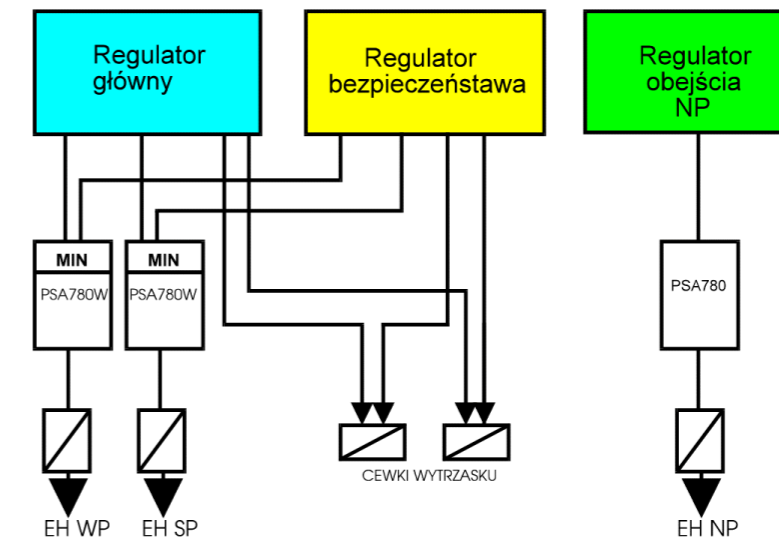 Regulator
główny
Regulator
bezpieczeństawa
Regulator
obejścia
NP
MIN
MIN
PSA780W
PSA780W
PSA780
CEWKI WYTRZASKU
EH WP
EH SP
EH NP